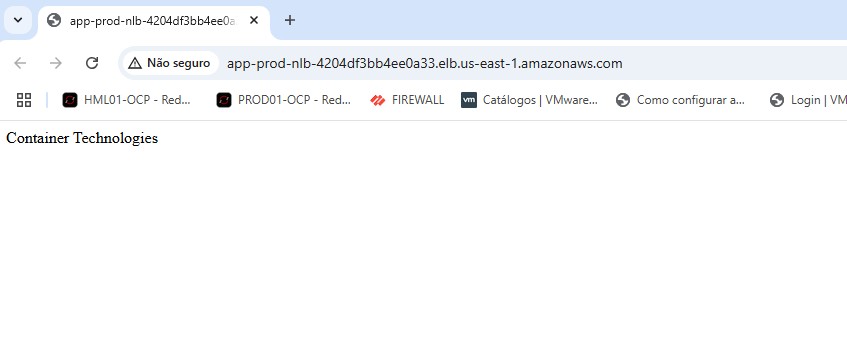 app-prod-nlb-4204df3bb4ee0a
Não seguro
app-prod-nlb-4204df3bb4ee0a33.elb.us-east-1.amazonaws.com
HML01-OCP - Red... PROD01-OCP - Red... FIREWALL vm Catálogos | VMware... Como configurar a... Login | VM
Container Technologies